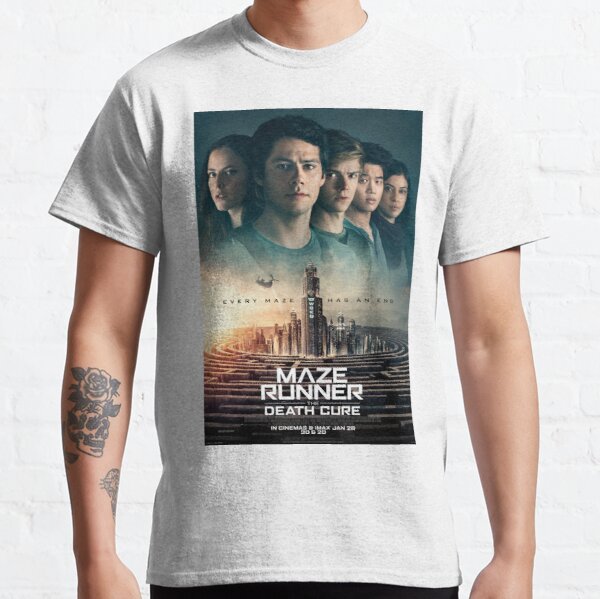 EVERY MAZE HAS AN END
MAZE
RUNNER
THE
DEATH CURE
IN CINEMAS & IMAX JAN 26
3D & 2D